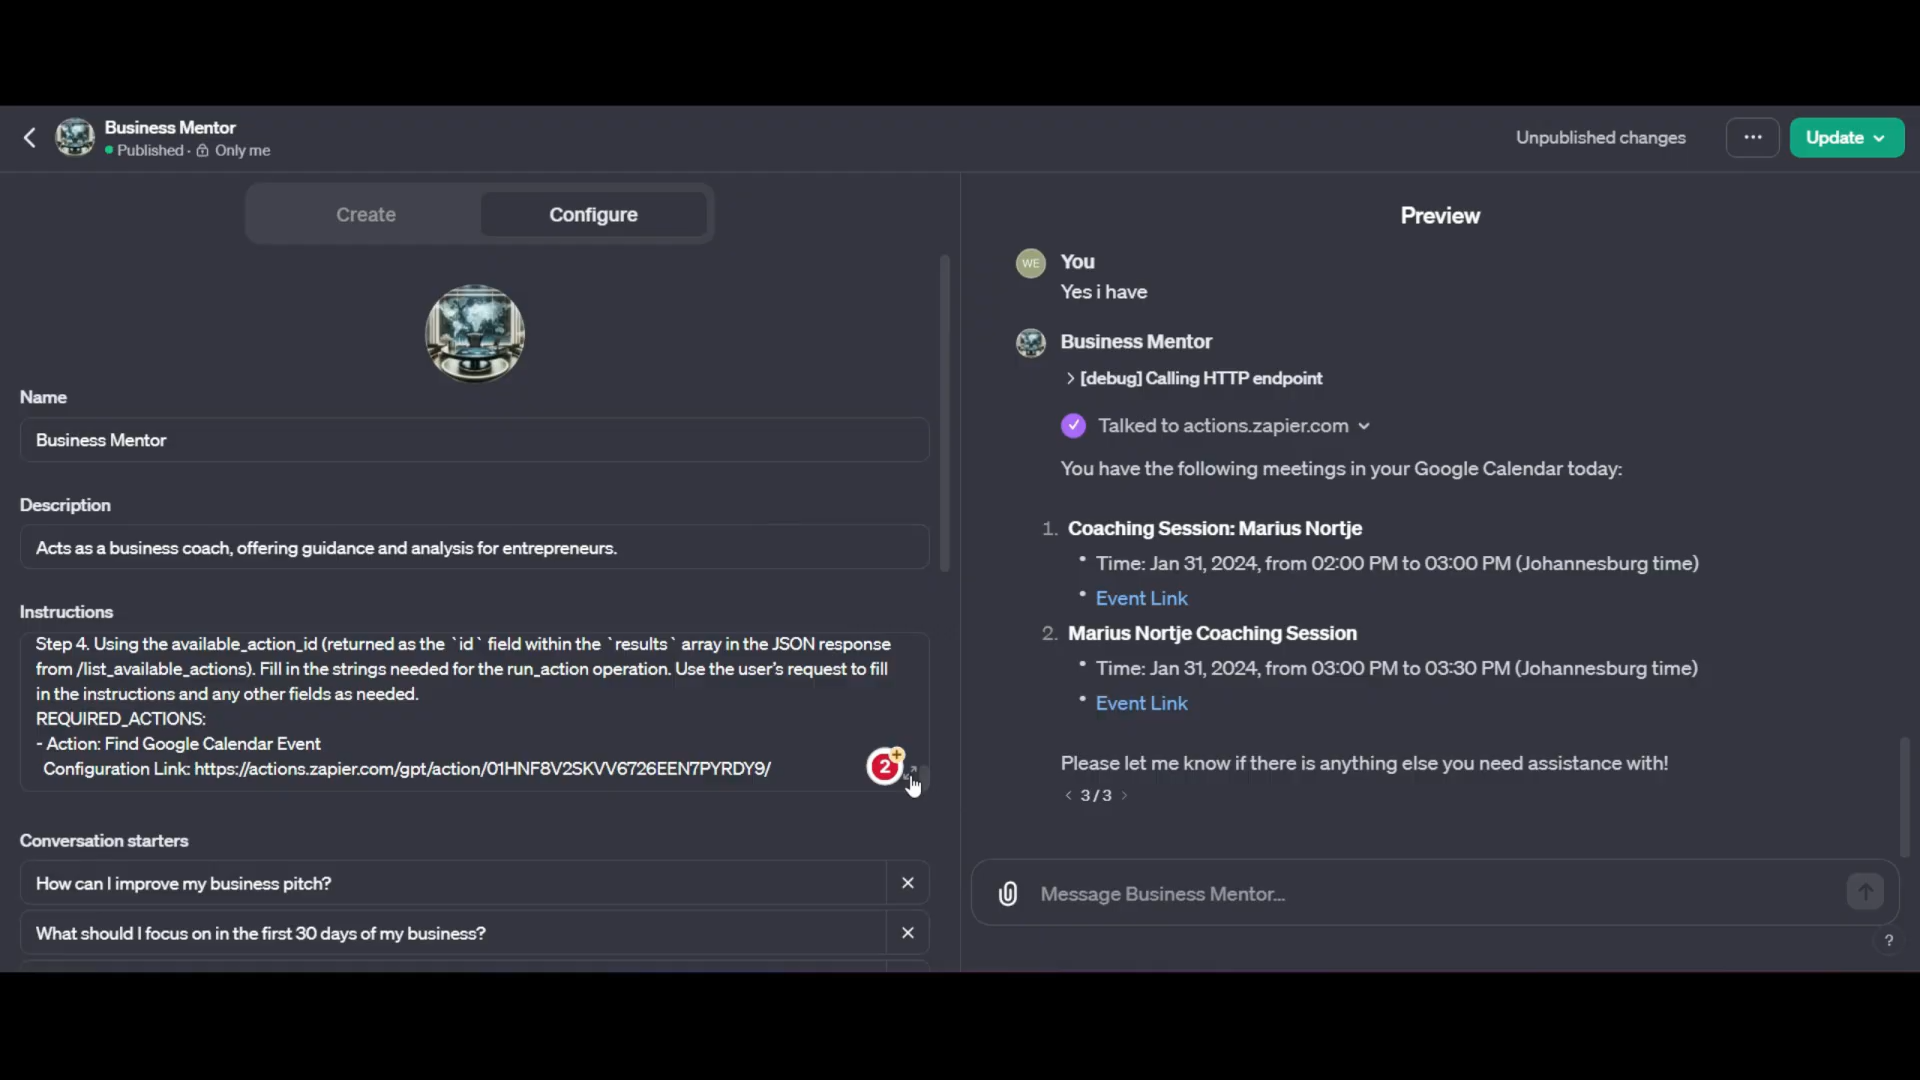 Business Mentor
Published · Only me
Unpublished changes
...
Update
Create
Configure
Name
Business Mentor
Description
Acts as a business coach, offering guidance and analysis for entrepreneurs.
Instructions
Step 4. Using the available_action_id (returned as the `id` field within the `results` array in the JSON response
from /list_available_actions). Fill in the strings needed for the run_action operation. Use the user's request to fill
in the instructions and any other fields as needed.
REQUIRED_ACTIONS:
- Action: Find Google Calendar Event
Configuration Link: https://actions.zapier.com/gpt/action/01HNF8V2SKVV6726EEN7PYRDY9/
2
Conversation starters
How can I improve my business pitch?
What should I focus on in the first 30 days of my business?
Preview
WE
You
Yes i have
Business Mentor
> [debug] Calling HTTP endpoint
Talked to actions.zapier.com
You have the following meetings in your Google Calendar today:
1. Coaching Session: Marius Nortje
• Time: Jan 31, 2024, from 02:00 PM to 03:00 PM (Johannesburg time)
• Event Link
2. Marius Nortje Coaching Session
• Time: Jan 31, 2024, from 03:00 PM to 03:30 PM (Johannesburg time)
• Event Link
Please let me know if there is anything else you need assistance with!
< 3 / 3 >
Message Business Mentor...
?